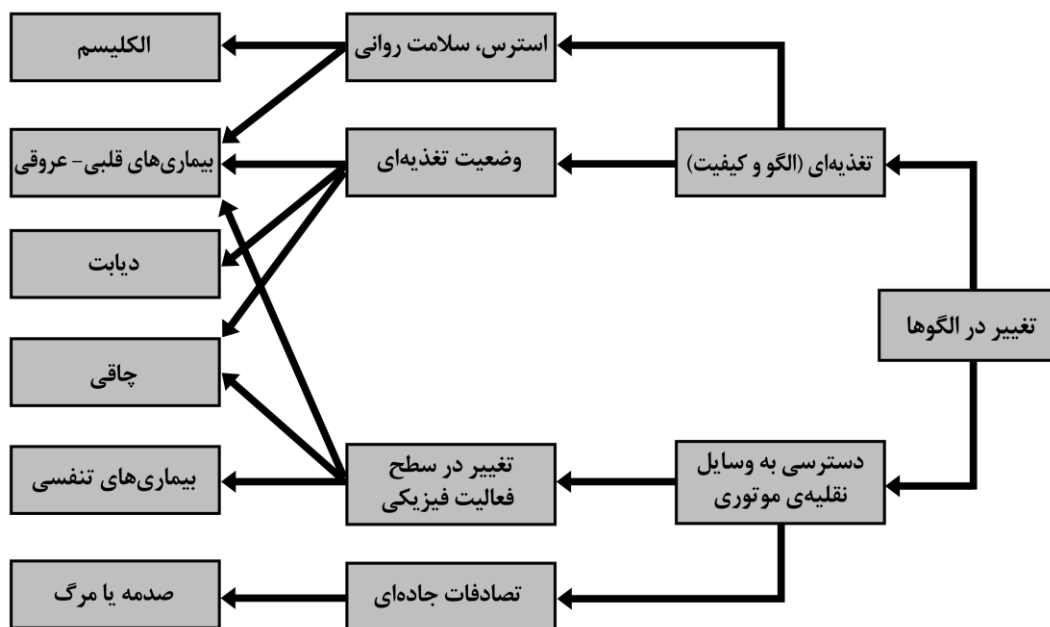 تغییر در الگوها
تغذیه‌ای (الگو و کیفیت)
دسترسی به وسایل
نقلیه‌ی موتوری
استرس، سلامت روانی
وضعیت تغذیه‌ای
تغییر در سطح
فعالیت فیزیکی
تصادفات جاده‌ای
الکلیسم
بیماری‌های قلبی- عروقی
دیابت
چاقی
بیماری‌های تنفسی
صدمه یا مرگ